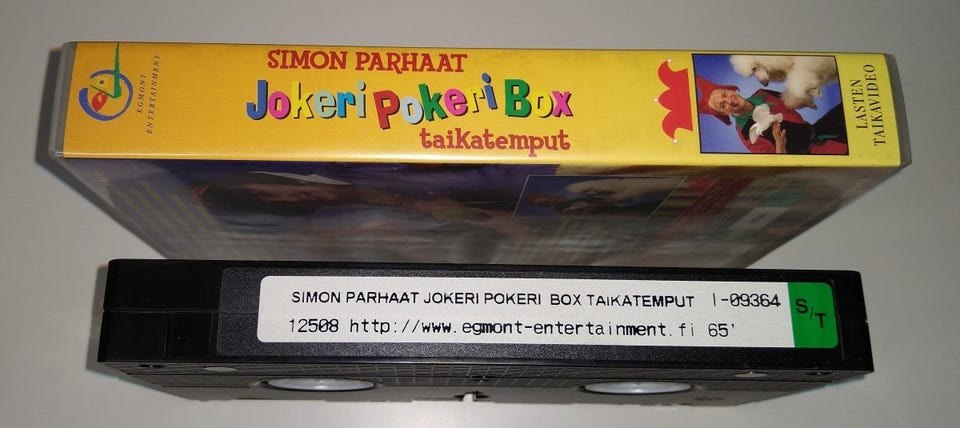 EGMONT
ENTERTAINMENT
SIMON PARHAAT
Jokeri Pokeri Box
taikatemput
LASTEN
TAIKAVIDEO
SIMON PARHAAT JOKERI POKERI BOX TAIKATEMPUT I-09364
12508 http://www.egmont-entertainment.fi 65'
S/T